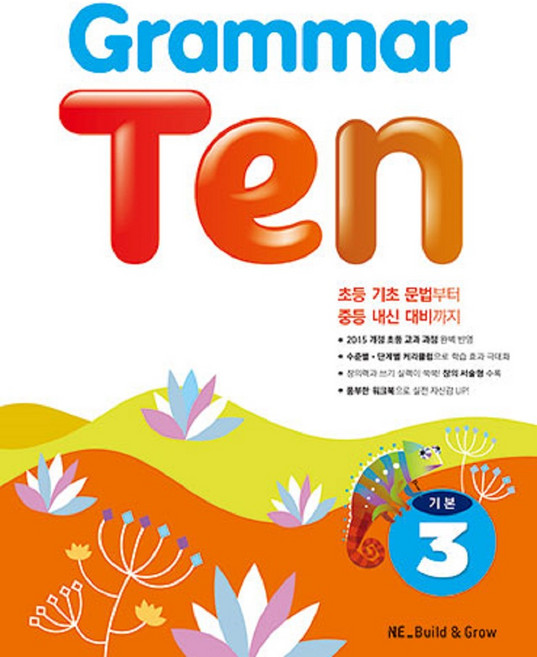 Grammar
Ten
초등 기초 문법부터
중등 내신 대비까지
• 2015 개정 초등 교과 과정 완벽 반영
• 수준별 • 단계별 커리큘럼으로 학습 효과 극대화
• 창의력과 쓰기 실력이 쑥쑥! 창의 서술형 수록
• 풍부한 워크북으로 실전 자신감 UP!
기본
3
NE_Build & Grow